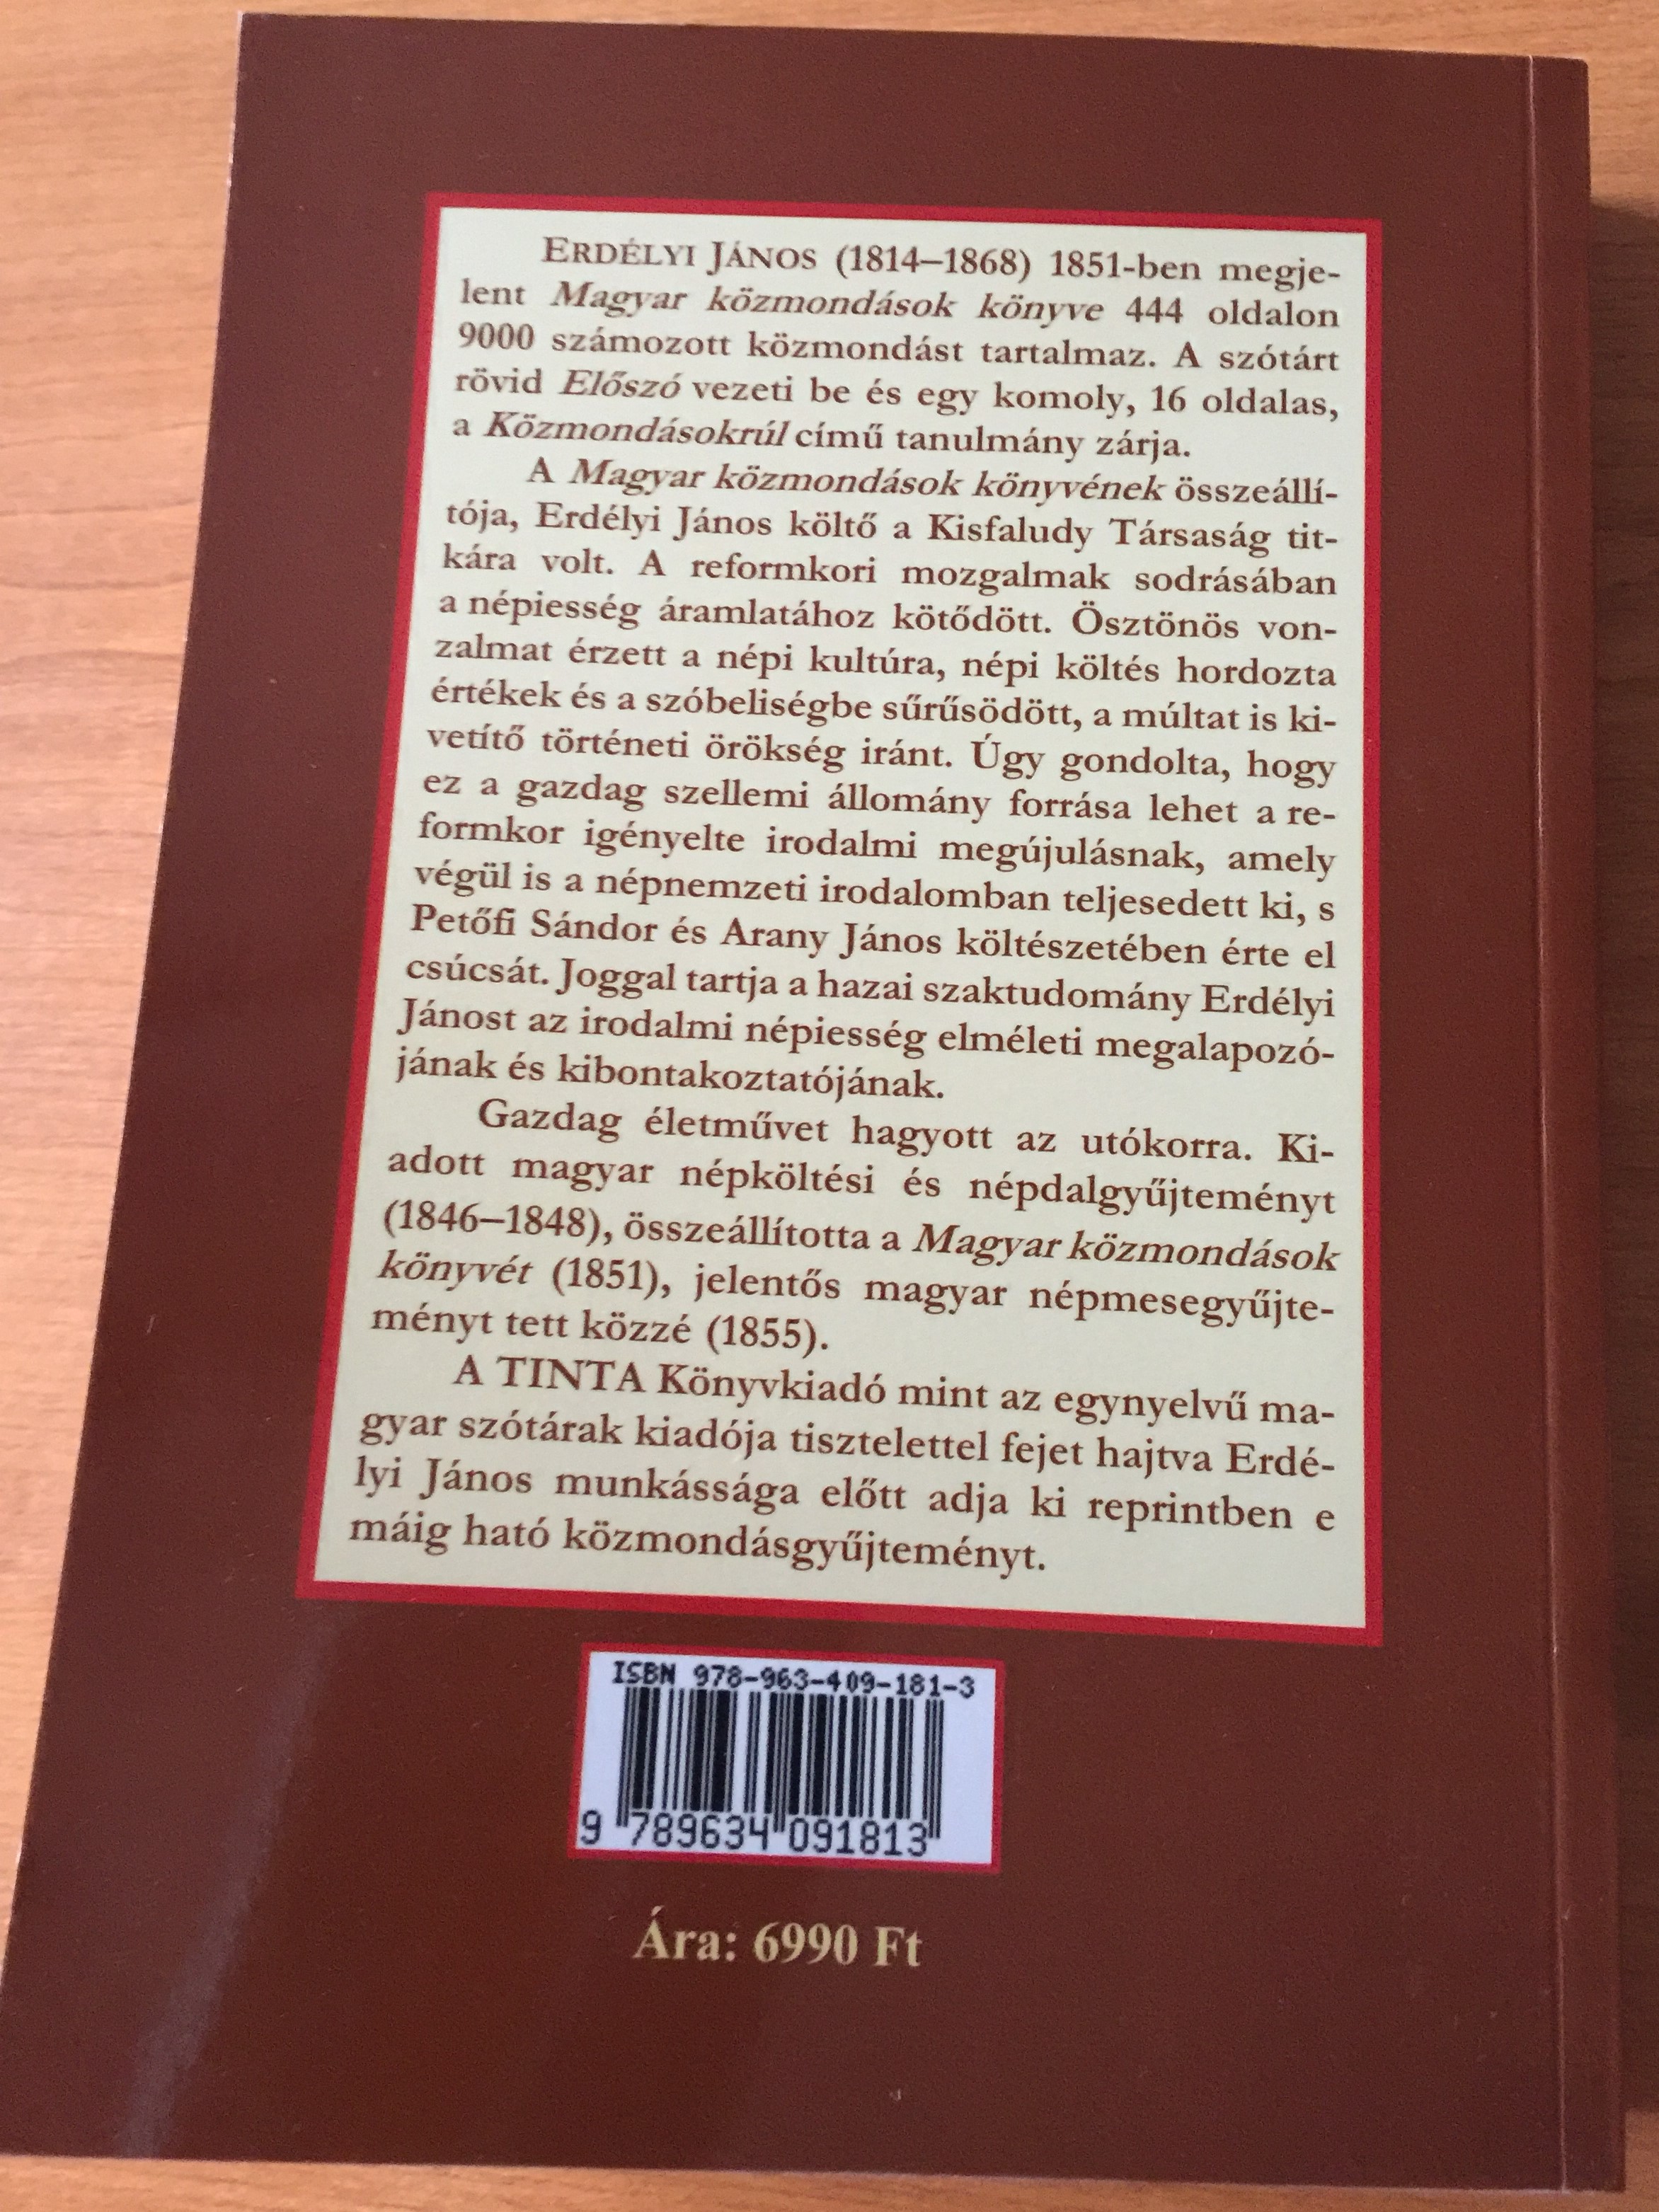 ERDÉLYI JÁNOS (1814–1868) 1851-ben megje-
lent Magyar közmondások könyve 444 oldalon
9000 számozott közmondást tartalmaz. A szótárt
rövid Előszó vezeti be és egy komoly, 16 oldalas,
a Közmondásokrúl című tanulmány zárja.
A Magyar közmondások könyvének összeállí-
tója, Erdélyi János költő a Kisfaludy Társaság tit-
kára volt. A reformkori mozgalmak sodrásában
a népiesség áramlatához kötődött. Ösztönös von-
zalmat érzett a népi kultúra, népi költés hordozta
értékek és a szóbeliségbe sűrűsödött, a múltat is ki-
vetítő történeti örökség iránt. Úgy gondolta, hogy
ez a gazdag szellemi állomány forrása lehet a re-
formkor igényelte irodalmi megújulásnak, amely
végül is a népnemzeti irodalomban teljesedett ki, s
Petőfi Sándor és Arany János költészetében érte el
csúcsát. Joggal tartja a hazai szaktudomány Erdélyi
Jánost az irodalmi népiesség elméleti megalapozó-
jának és kibontakoztatójának.
Gazdag életművet hagyott az utókorra. Ki-
adott magyar népköltési és népdalgyűjteményt
(1846–1848), összeállította a Magyar közmondások
könyvét (1851), jelentős magyar népmesegyűjte-
ményt tett közzé (1855).
A TINTA Könyvkiadó mint az egynyelvű ma-
gyar szótárak kiadója tisztelettel fejet hajtva Erdé-
lyi János munkássága előtt adja ki reprintben e
máig ható közmondásgyűjteményt.
ISBN 978-963-409-181-3
9 789634 091813
Ára: 6990 Ft